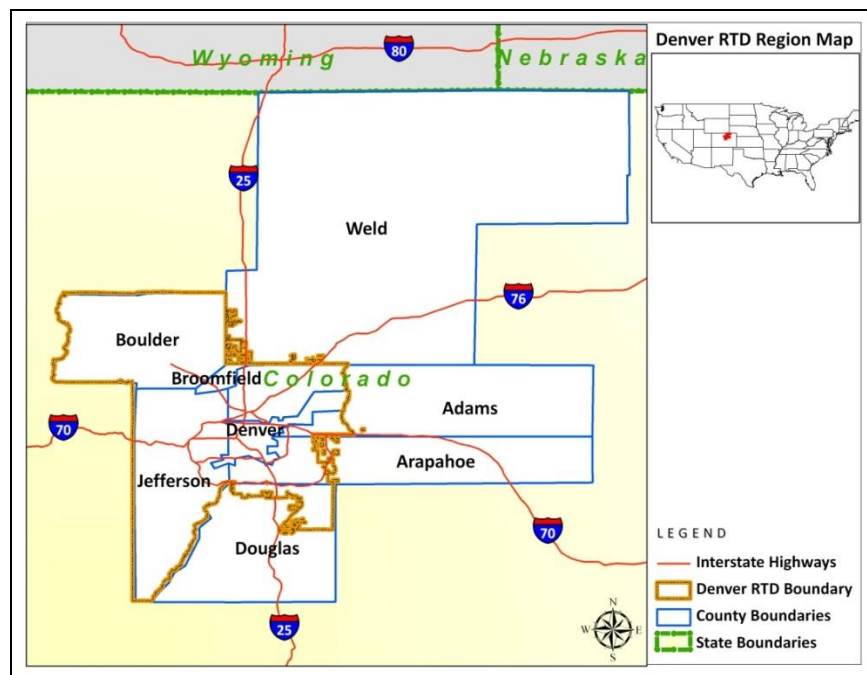 Denver RTD Region Map
Wyoming
80
Nebraska
25
Weld
76
Boulder
Broomfield
Colorado
Adams
70
Denver
Arapahoe
Jefferson
70
Douglas
25
N
W
E
S
LEGEND
Interstate Highways
Denver RTD Boundary
County Boundaries
State Boundaries